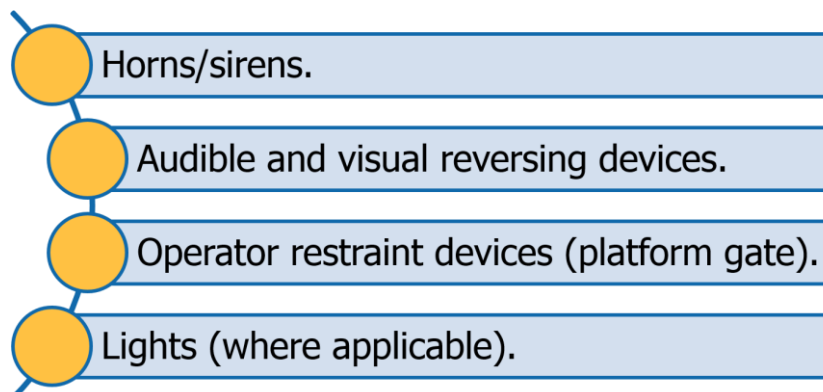 Horns/sirens.
Audible and visual reversing devices.
Operator restraint devices (platform gate).
Lights (where applicable).